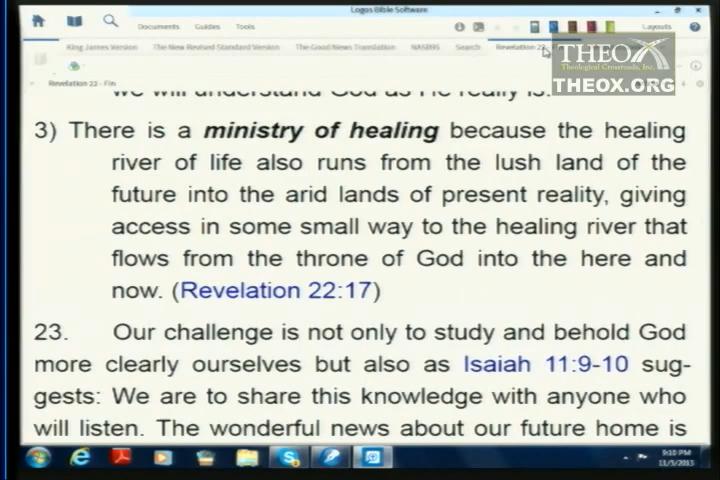 Logos Bible Software
Documents Guides Tools
Layouts
King James Version The New Revised Standard Version The Good News Translation NASB95 Search Revelation 22
THEOX
Theological Crossroads, Inc.
THEOX.ORG
Revelation 22 - Fin
we will understand God as He really is.
3) There is a ministry of healing because the healing
river of life also runs from the lush land of the
future into the arid lands of present reality, giving
access in some small way to the healing river that
flows from the throne of God into the here and
now. (Revelation 22:17)
23. Our challenge is not only to study and behold God
more clearly ourselves but also as Isaiah 11:9-10 sug-
gests: We are to share this knowledge with anyone who
will listen. The wonderful news about our future home is
9:10 PM
11/5/2013